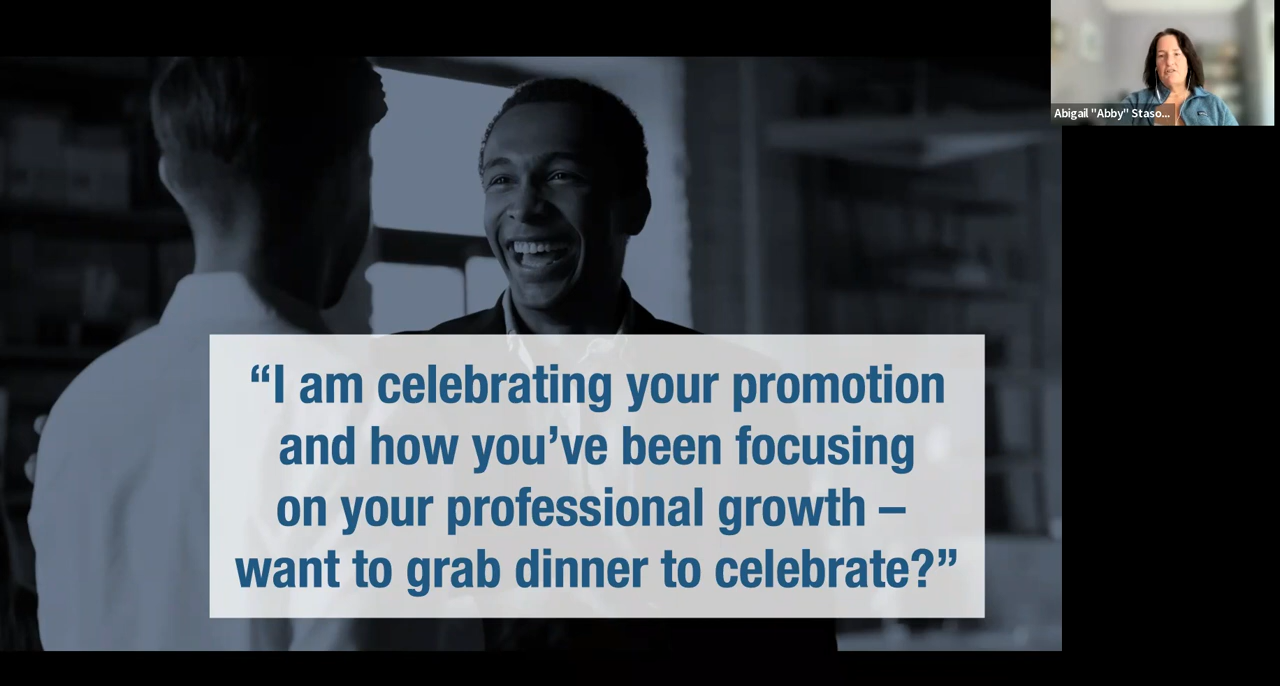 Abigail "Abby" Staso...
“I am celebrating your promotion
and how you’ve been focusing
on your professional growth –
want to grab dinner to celebrate?”